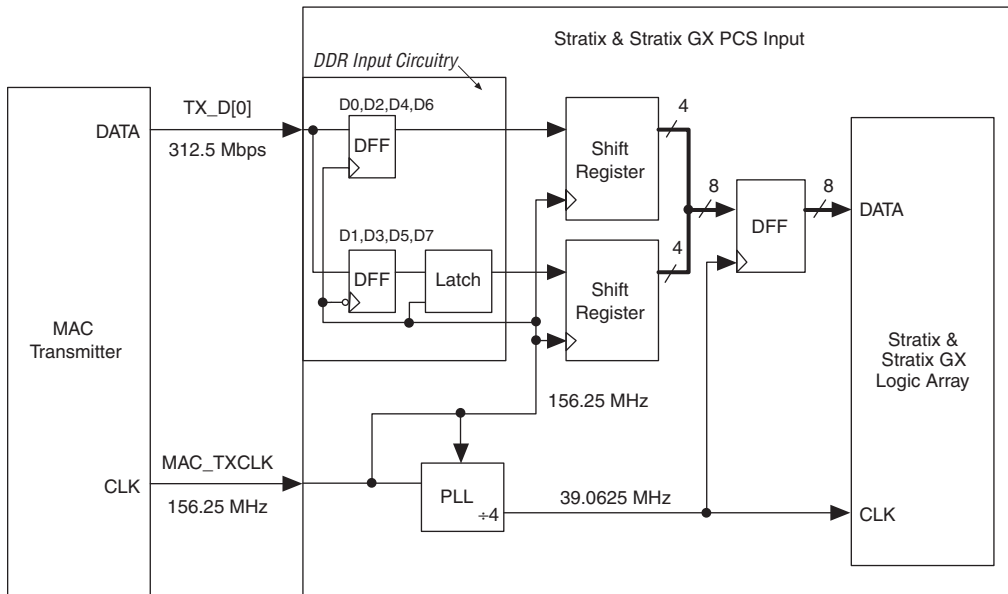 Stratix & Stratix GX PCS Input
DDR Input Circuitry
TX_D[0]
D0,D2,D4,D6
4
DATA
312.5 Mbps
DFF
Shift
Register
8
8
DFF
DATA
D1,D3,D5,D7
4
DFF
Latch
Shift
Register
MAC
Transmitter
Stratix &
Stratix GX
Logic Array
156.25 MHz
MAC_TXCLK
CLK
156.25 MHz
PLL
÷4
39.0625 MHz
CLK